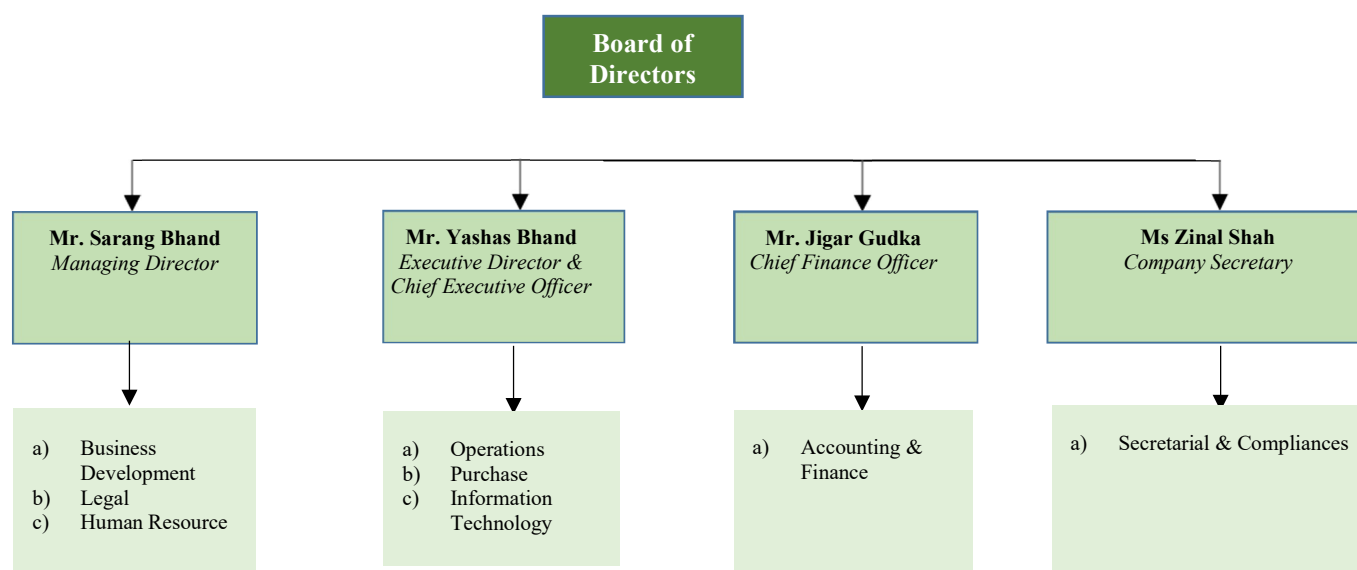 Board of
Directors
Mr. Sarang Bhand
Managing Director
Mr. Yashas Bhand
Executive Director &
Chief Executive Officer
Mr. Jigar Gudka
Chief Finance Officer
Ms Zinal Shah
Company Secretary
a) Business
Development
b) Legal
c) Human Resource
a) Operations
b) Purchase
c) Information
Technology
a) Accounting &
Finance
a) Secretarial & Compliances